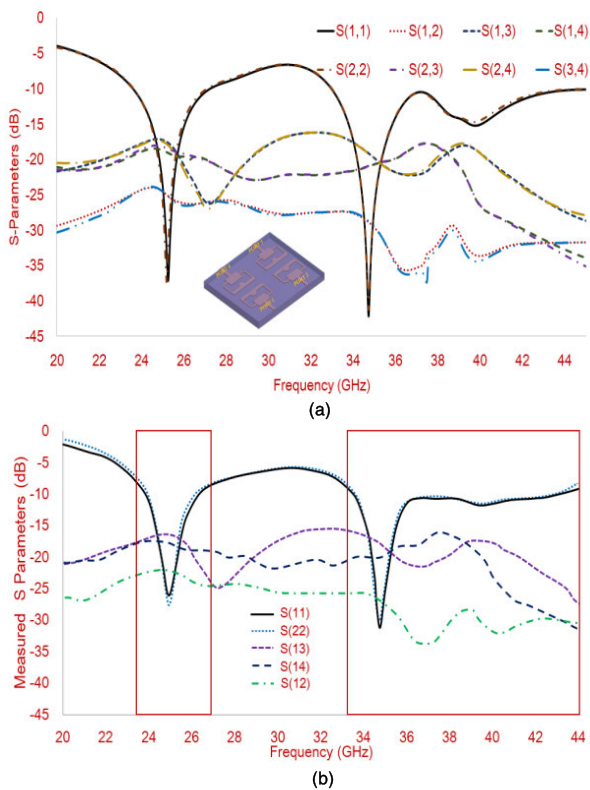 0
-5
-10
-15
-20
-25
-30
-35
-40
-45
S-Parameters (dB)
S(1,1) S(1,2) S(1,3) S(1,4)
S(2,2) S(2,3) S(2,4) S(3,4)
20 22 24 26 28 30 32 34 36 38 40 42 44
Frequency (GHz)
(a)
0
-5
-10
-15
-20
-25
-30
-35
-40
-45
Measured S Parameters (dB)
S(11)
S(22)
S(13)
S(14)
S(12)
20 22 24 26 28 30 32 34 36 38 40 42 44
Frequency (GHz)
(b)